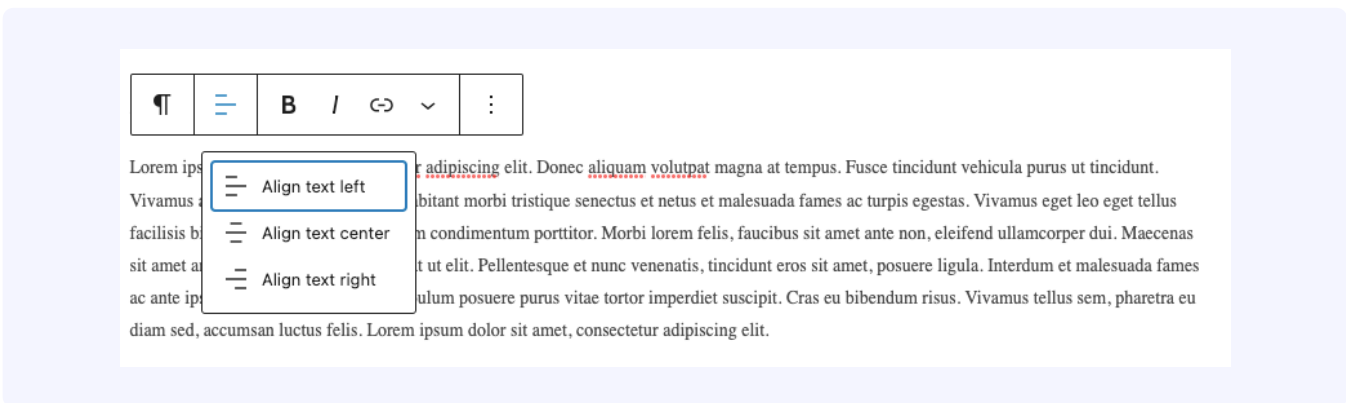 ¶ B I
Lorem ips adipiscing elit. Donec aliquam volutpat magna at tempus. Fusce tincidunt vehicula purus ut tincidunt.
Align text left
Vivamus bitant morbi tristique senectus et netus et malesuada fames ac turpis egestas. Vivamus eget leo eget tellus
facilisis condimentum porttitor. Morbi lorem felis, faucibus sit amet ante non, eleifend ullamcorper dui. Maecenas
Align text center
sit amet ut elit. Pellentesque et nunc venenatis, tincidunt eros sit amet, posuere ligula. Interdum et malesuada fames
Align text right
ac ante ips ulum posuere purus vitae tortor imperdiet suscipit. Cras eu bibendum risus. Vivamus tellus sem, pharetra eu
diam sed, accumsan luctus felis. Lorem ipsum dolor sit amet, consectetur adipiscing elit.